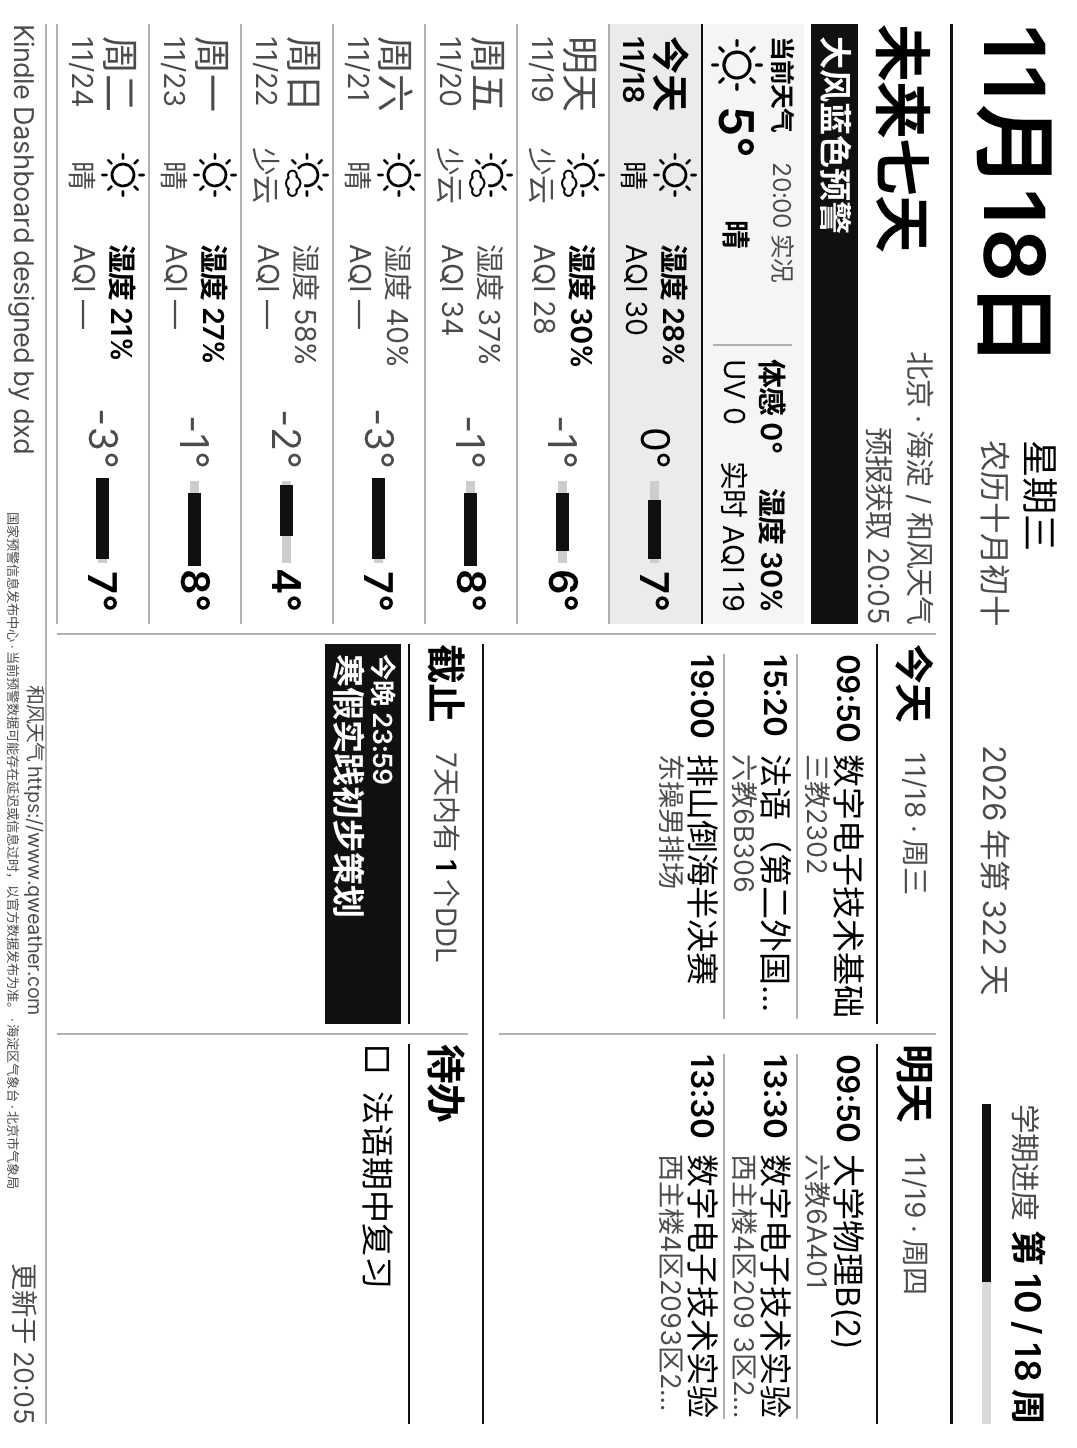 11月18日
星期三
农历十月初十
2026 年第 322 天
学期进度 第 10 / 18 周
未来七天
北京 · 海淀 / 和风天气
预报获取 20:05
大风蓝色预警
当前天气 20:00 实况
5° 晴
体感 0° 湿度 30%
UV 0 实时 AQI 19
今天 11/18 晴 湿度 28% AQI 30 0° 7°
明天 11/19 少云 湿度 30% AQI 28 -1° 6°
周五 11/20 少云 湿度 37% AQI 34 -1° 8°
周六 11/21 晴 湿度 40% AQI — -3° 7°
周日 11/22 少云 湿度 58% AQI — -2° 4°
周一 11/23 晴 湿度 27% AQI — -1° 8°
周二 11/24 晴 湿度 21% AQI — -3° 7°
今天 11/18 · 周三
09:50 数字电子技术基础
三教2302
15:20 法语（第二外国...
六教6B306
19:00 排山倒海半决赛
东操男排场
明天 11/19 · 周四
09:50 大学物理B(2)
六教6A401
13:30 数字电子技术实验
西主楼4区209 3区2...
13:30 数字电子技术实验
西主楼4区2093区2...
截止 7天内有 1 个DDL
今晚 23:59
寒假实践初步策划
待办
法语期中复习
Kindle Dashboard designed by dxd
和风天气 https://www.qweather.com
国家预警信息发布中心 · 当前预警数据可能存在延迟或信息过时，以官方数据发布为准。 · 海淀区气象台 · 北京市气象局
更新于 20:05